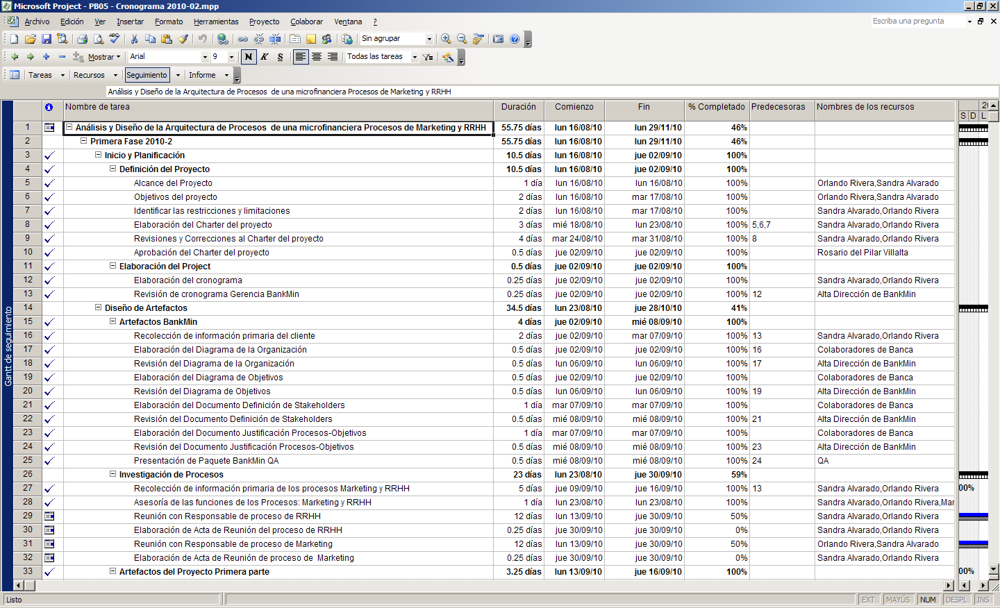 Microsoft Project - PB05 - Cronograma 2010-02.mpp
Archivo Edición Ver Insertar Formato Herramientas Proyecto Colaborar Ventana ? Escriba una pregunta
Sin agrupar
Mostrar Arial 9 N K S Todas las tareas
Tareas Recursos Seguimiento Informe
Análisis y Diseño de la Arquitectura de Procesos de una microfinanciera Procesos de Marketing y RRHH
Nombre de tarea Duración Comienzo Fin % Completado Predecesoras Nombres de los recursos
S D L
1 Análisis y Diseño de la Arquitectura de Procesos de una microfinanciera Procesos de Marketing y RRHH 55.75 días lun 16/08/10 lun 29/11/10 46%
2 Primera Fase 2010-2 55.75 días lun 16/08/10 lun 29/11/10 46%
3 Inicio y Planificación 10.5 días lun 16/08/10 jue 02/09/10 100%
4 Definición del Proyecto 10.5 días lun 16/08/10 jue 02/09/10 100%
5 Alcance del Proyecto 1 día lun 16/08/10 lun 16/08/10 100% Orlando Rivera,Sandra Alvarado
6 Objetivos del proyecto 2 días lun 16/08/10 mar 17/08/10 100% Orlando Rivera,Sandra Alvarado
7 Identificar las restricciones y limitaciones 2 días lun 16/08/10 mar 17/08/10 100% Sandra Alvarado,Orlando Rivera
8 Elaboración del Charter del proyecto 3 días mié 18/08/10 lun 23/08/10 100% 5,6,7 Sandra Alvarado,Orlando Rivera
9 Revisiones y Correcciones al Charter del proyecto 4 días mar 24/08/10 mar 31/08/10 100% 8 Sandra Alvarado,Orlando Rivera
10 Aprobación del Charter del proyecto 0.5 días jue 02/09/10 jue 02/09/10 100% Rosario del Pilar Villalta
11 Elaboración del Project 0.5 días jue 02/09/10 jue 02/09/10 100%
12 Elaboración del cronograma 0.25 días jue 02/09/10 jue 02/09/10 100% Sandra Alvarado,Orlando Rivera
13 Revisión de cronograma Gerencia BankMin 0.25 días jue 02/09/10 jue 02/09/10 100% 12 Alta Dirección de BankMin
14 Diseño de Artefactos 34.5 días lun 23/08/10 jue 28/10/10 41%
15 Artefactos BankMin 4 días jue 02/09/10 mié 08/09/10 100%
16 Recolección de información primaria del cliente 2 días jue 02/09/10 mar 07/09/10 100% 13 Sandra Alvarado,Orlando Rivera
17 Elaboración del Diagrama de la Organización 0.5 días jue 02/09/10 jue 02/09/10 100% 16 Colaboradores de Banca
18 Revisión del Diagrama de la Organización 0.5 días lun 06/09/10 lun 06/09/10 100% 17 Alta Dirección de BankMin
19 Elaboración del Diagrama de Objetivos 0.5 días jue 02/09/10 jue 02/09/10 100% Colaboradores de Banca
20 Revisión del Diagrama de Objetivos 0.5 días lun 06/09/10 lun 06/09/10 100% 19 Alta Dirección de BankMin
21 Elaboración del Documento Definición de Stakeholders 1 día mar 07/09/10 mar 07/09/10 100% Colaboradores de Banca
22 Revisión del Documento Definición de Stakeholders 0.5 días mié 08/09/10 mié 08/09/10 100% 21 Alta Dirección de BankMin
23 Elaboración del Documento Justificación Procesos-Objetivos 1 día mar 07/09/10 mar 07/09/10 100% Colaboradores de Banca
24 Revisión del Documento Justificación Procesos-Objetivos 0.5 días mié 08/09/10 mié 08/09/10 100% 23 Alta Dirección de BankMin
25 Presentación de Paquete BankMin QA 0.5 días mié 08/09/10 mié 08/09/10 100% 24 QA
26 Investigación de Procesos 23 días lun 23/08/10 jue 30/09/10 59%
27 Recolección de información primaria de los procesos Marketing y RRHH 5 días jue 09/09/10 jue 16/09/10 100% 13 Sandra Alvarado,Orlando Rivera 00%
28 Asesoría de las funciones de los Procesos: Marketing y RRHH 1 día lun 23/08/10 lun 23/08/10 100% Sandra Alvarado,Orlando Rivera,Mar
29 Reunión con Responsable de proceso de RRHH 12 días lun 13/09/10 jue 30/09/10 50% Sandra Alvarado,Orlando Rivera
30 Elaboración de Acta de Reunión del proceso de RRHH 0.25 días jue 30/09/10 jue 30/09/10 0% Sandra Alvarado,Orlando Rivera
31 Reunión con Responsable de proceso de Marketing 12 días lun 13/09/10 jue 30/09/10 50% Orlando Rivera,Sandra Alvarado
32 Elaboración de Acta de Reunión de proceso de Marketing 0.25 días jue 30/09/10 jue 30/09/10 0% Sandra Alvarado,Orlando Rivera
33 Artefactos del Proyecto Primera parte 3.25 días lun 13/09/10 jue 16/09/10 100% 00%
Gantt de seguimiento
Listo EXT MAYÚS NUM DESPL INS